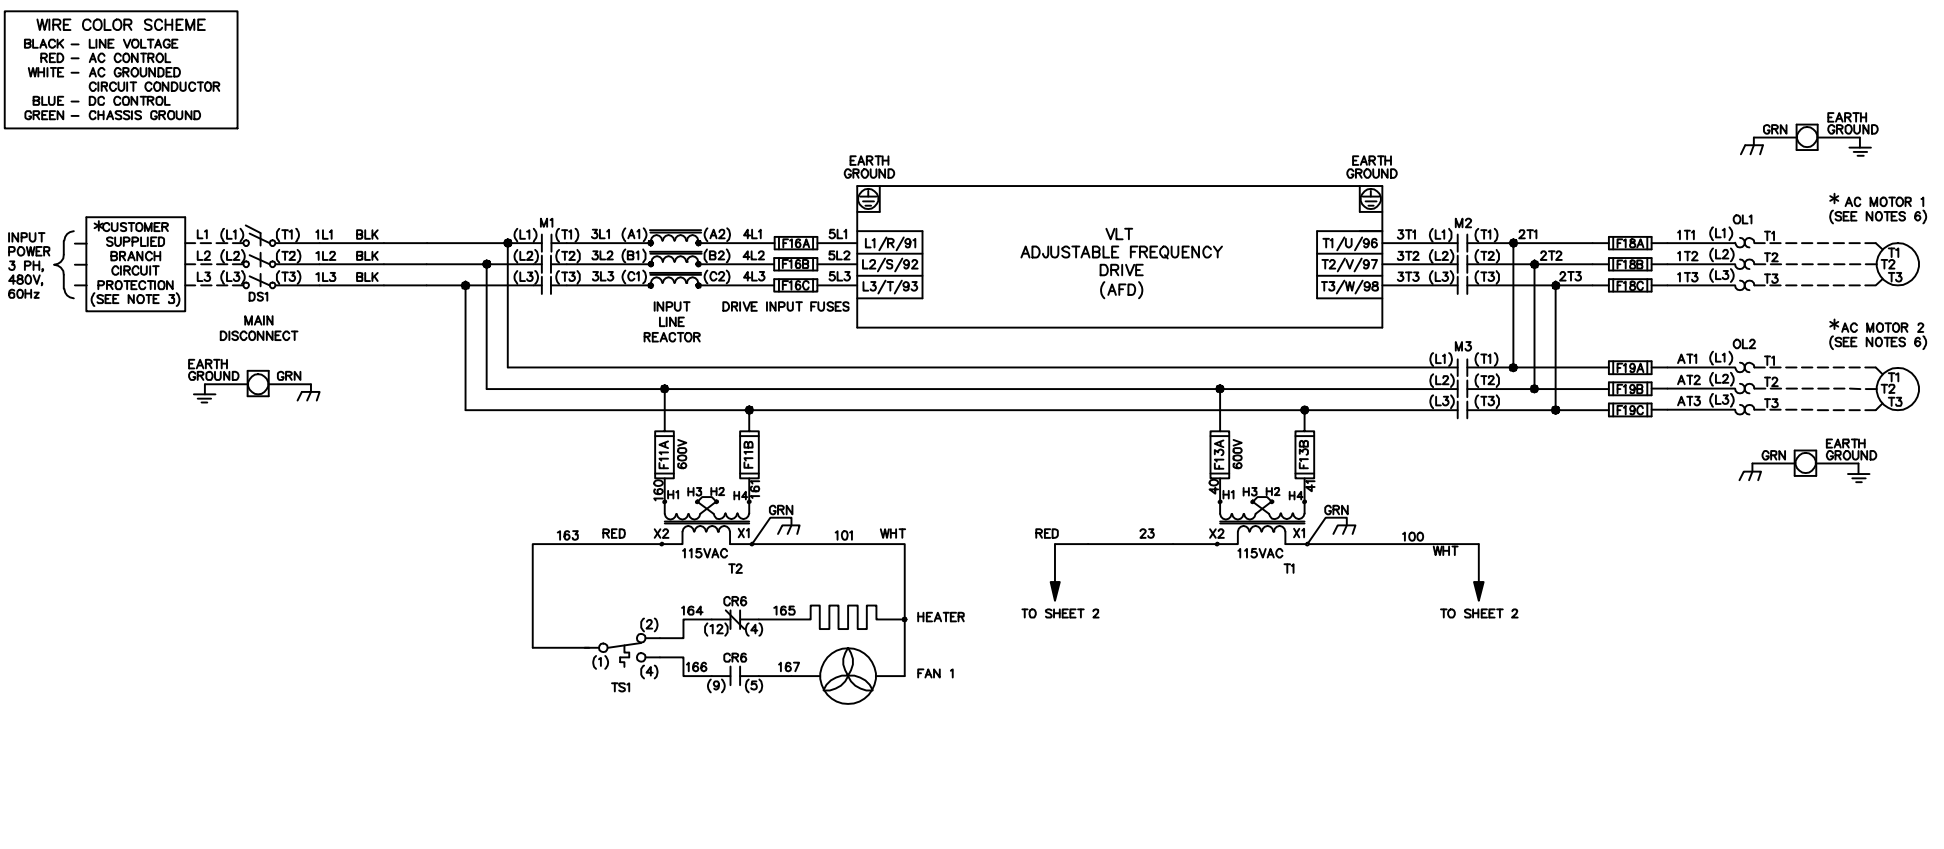 WIRE COLOR SCHEME
BLACK - LINE VOLTAGE
RED - AC CONTROL
WHITE - AC GROUNDED
CIRCUIT CONDUCTOR
BLUE - DC CONTROL
GREEN - CHASSIS GROUND
GRN
EARTH
GROUND
EARTH
GROUND
EARTH
GROUND
INPUT
POWER
3 PH,
480V,
60Hz
*CUSTOMER
SUPPLIED
BRANCH
CIRCUIT
PROTECTION
(SEE NOTE 3)
L1 (L1) (T1) 1L1 BLK
L2 (L2) (T2) 1L2 BLK
L3 (L3) (T3) 1L3 BLK
DS1
MAIN
DISCONNECT
EARTH
GROUND
GRN
M1
(L1) (T1) 3L1 (A1) (A2) 4L1 F16A 5L1 L1/R/91
(L2) (T2) 3L2 (B1) (B2) 4L2 F16B 5L2 L2/S/92
(L3) (T3) 3L3 (C1) (C2) 4L3 F16C 5L3 L3/T/93
INPUT
LINE
REACTOR
DRIVE INPUT FUSES
VLT
ADJUSTABLE FREQUENCY
DRIVE
(AFD)
M2
T1/U/96 3T1 (L1) (T1) 2T1 F18A 1T1 (L1) T1
T2/V/97 3T2 (L2) (T2) 2T2 F18B 1T2 (L2) T2
T3/W/98 3T3 (L3) (T3) 2T3 F18C 1T3 (L3) T3
OL1
* AC MOTOR 1
(SEE NOTES 6)
T1
T2
T3
M3
(L1) (T1) F19A AT1 (L1) T1
(L2) (T2) F19B AT2 (L2) T2
(L3) (T3) F19C AT3 (L3) T3
OL2
*AC MOTOR 2
(SEE NOTES 6)
T1
T2
T3
GRN
EARTH
GROUND
F11A
600V
F11B
160
161
H1 H3 H2 H4
GRN
163 RED X2 X1 101 WHT
115VAC
T2
F13A
600V
F13B
40
41
H1 H3 H2 H4
GRN
RED 23 X2 X1 100
WHT
115VAC
T1
TO SHEET 2
TO SHEET 2
164 CR6 165
(12) (4)
HEATER
(2)
(1)
(4)
TS1
166 CR6 167
(9) (5)
FAN 1